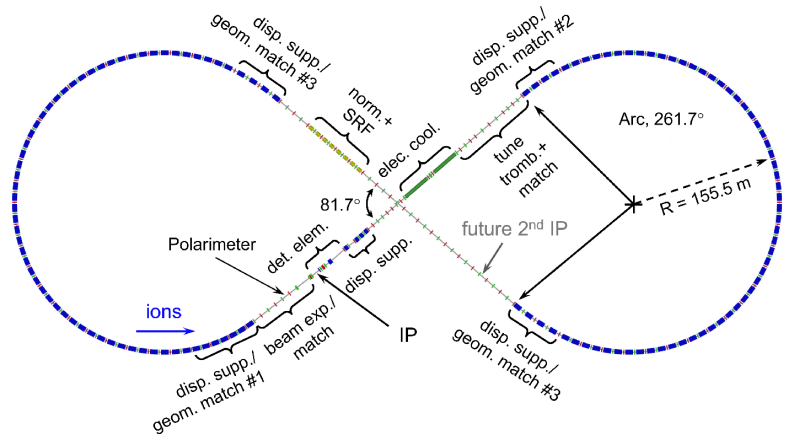 disp. supp./
geom. match #3
norm.+
SRF
elec. cool.
disp. supp./
geom. match #2
Arc, 261.7°
tune
tromb.+
match
R = 155.5 m
81.7°
future 2nd IP
det. elem.
Polarimeter
disp. supp.
ions
beam exp./
match
IP
disp. supp./
geom. match #1
disp. supp./
geom. match #3